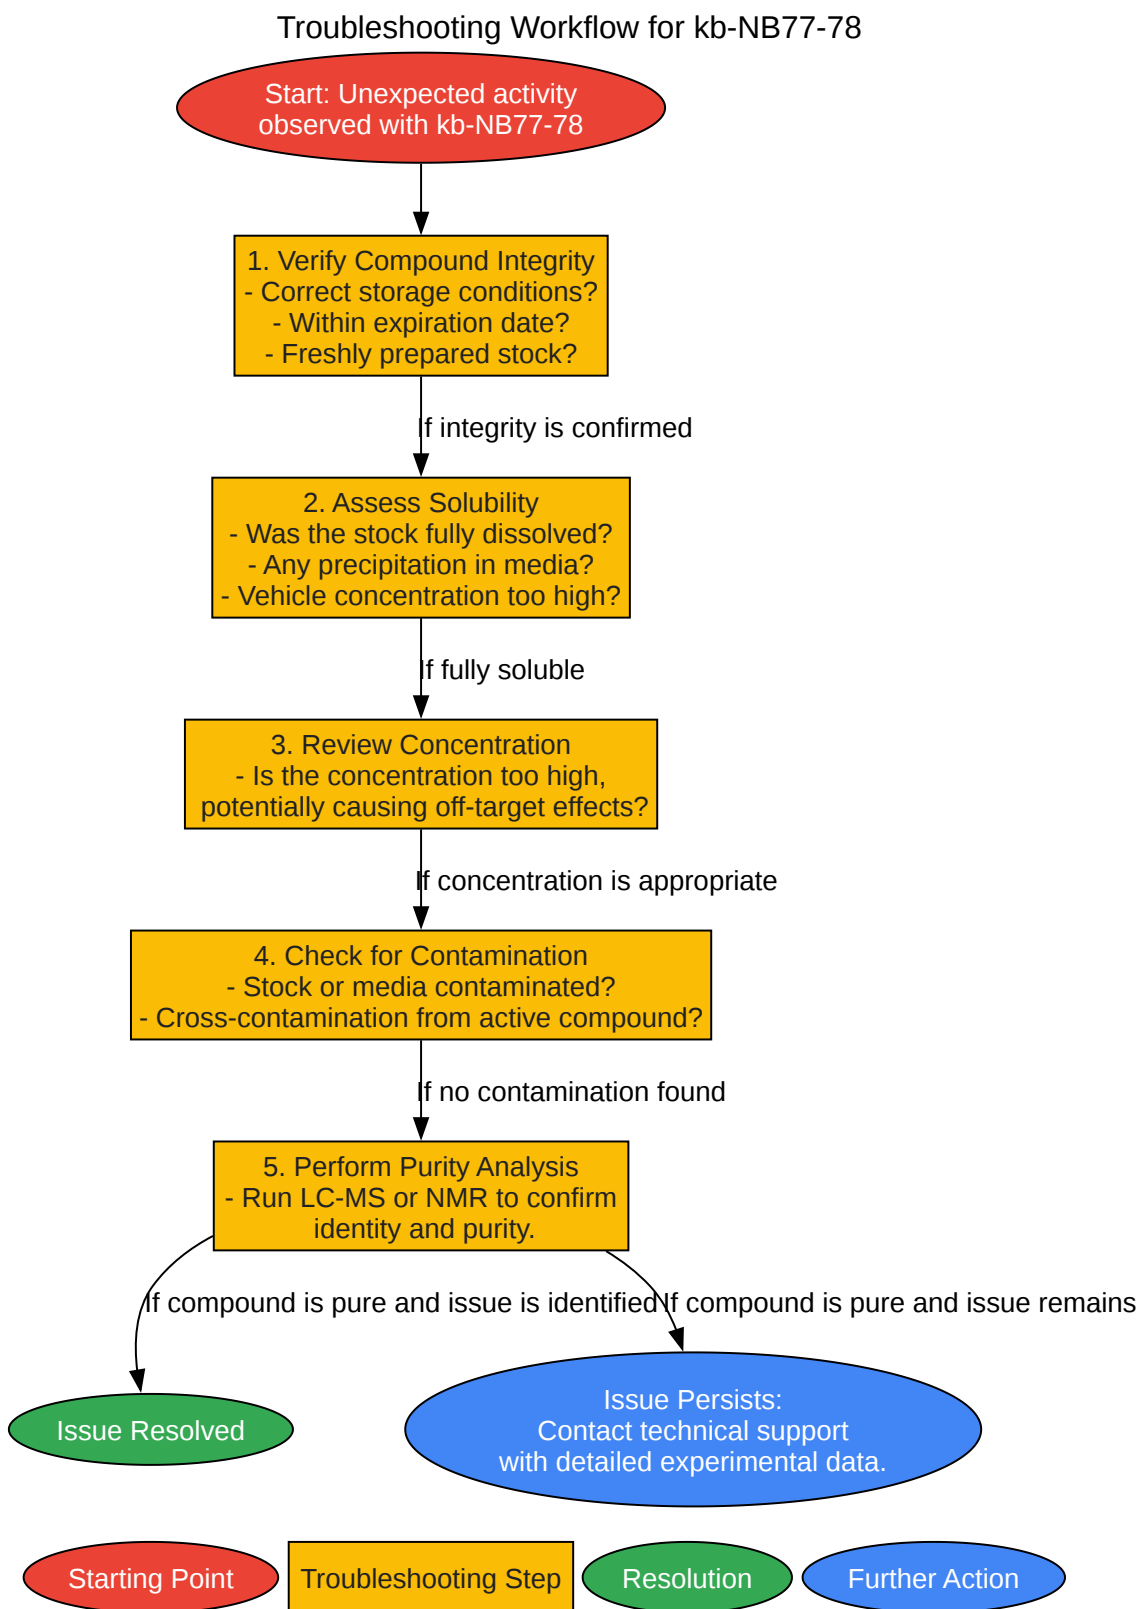 Troubleshooting Workflow for kb-NB77-78
Start: Unexpected activity
observed with kb-NB77-78
1. Verify Compound Integrity
- Correct storage conditions?
- Within expiration date?
- Freshly prepared stock?
If integrity is confirmed
2. Assess Solubility
- Was the stock fully dissolved?
- Any precipitation in media?
- Vehicle concentration too high?
If fully soluble
3. Review Concentration
- Is the concentration too high,
potentially causing off-target effects?
If concentration is appropriate
4. Check for Contamination
- Stock or media contaminated?
- Cross-contamination from active compound?
If no contamination found
5. Perform Purity Analysis
- Run LC-MS or NMR to confirm
identity and purity.
If compound is pure and issue is identified
If compound is pure and issue remains
Issue Resolved
Issue Persists:
Contact technical support
with detailed experimental data.
Starting Point
Troubleshooting Step
Resolution
Further Action